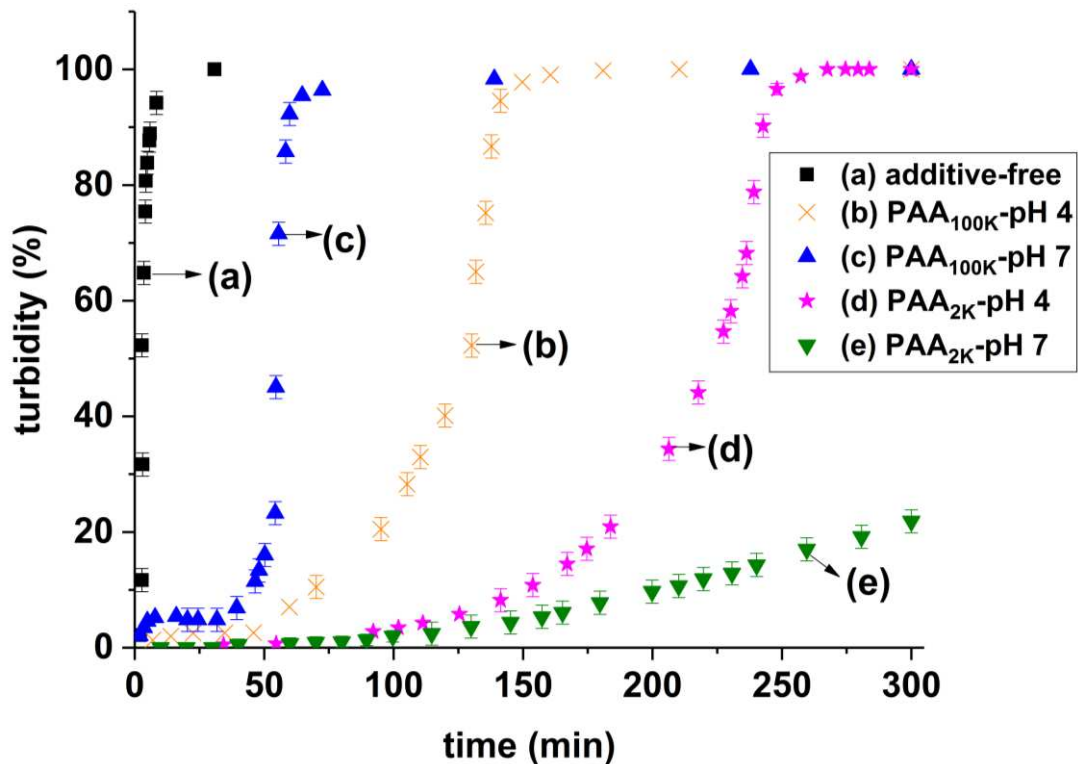 turbidity (%)
100
80
60
40
20
0
0 50 100 150 200 250 300
time (min)
(a)
(b)
(c)
(d)
(e)
(a) additive-free
(b) PAA100K-pH 4
(c) PAA100K-pH 7
(d) PAA2K-pH 4
(e) PAA2K-pH 7